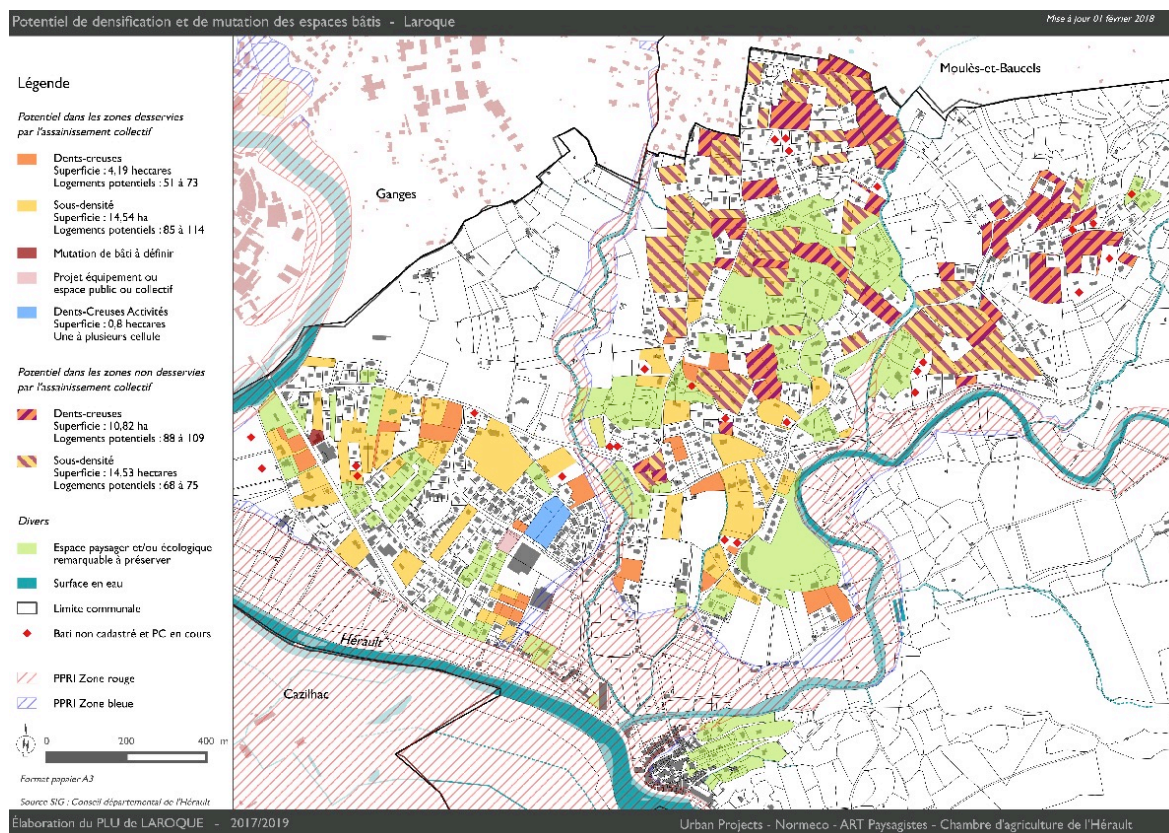 Potentiel de densification et de mutation des espaces bâtis - Laroque
Mise à jour 01 février 2018
Légende
Potentiel dans les zones desservies
par l'assainissement collectif
Dents-creuses
Superficie : 4,19 hectares
Logements potentiels : 51 à 73
Sous-densité
Superficie : 14,54 ha
Logements potentiels : 85 à 114
Mutation de bâti à définir
Projet équipement ou
espace public ou collectif
Dents-Creuses Activités
Superficie : 0,8 hectares
Une à plusieurs cellule
Potentiel dans les zones non desservies
par l'assainissement collectif
Dents-creuses
Superficie : 10,82 ha
Logements potentiels : 88 à 109
Sous-densité
Superficie : 14.53 hectares
Logements potentiels : 68 à 75
Divers
Espace paysager et/ou écologique
remarquable à préserver
Surface en eau
Limite communale
Bati non cadastré et PC en cours
PPRI Zone rouge
PPRI Zone bleue
N
0 200 400 m
Format papaier A3
Source SIG : Conseil départemental de l'Hérault
Moulès-et-Baucels
Ganges
Hérault
Cazilhac
Élaboration du PLU de LAROQUE - 2017/2019
Urban Projects - Normeco - ART Paysagistes - Chambre d'agriculture de l'Hérault